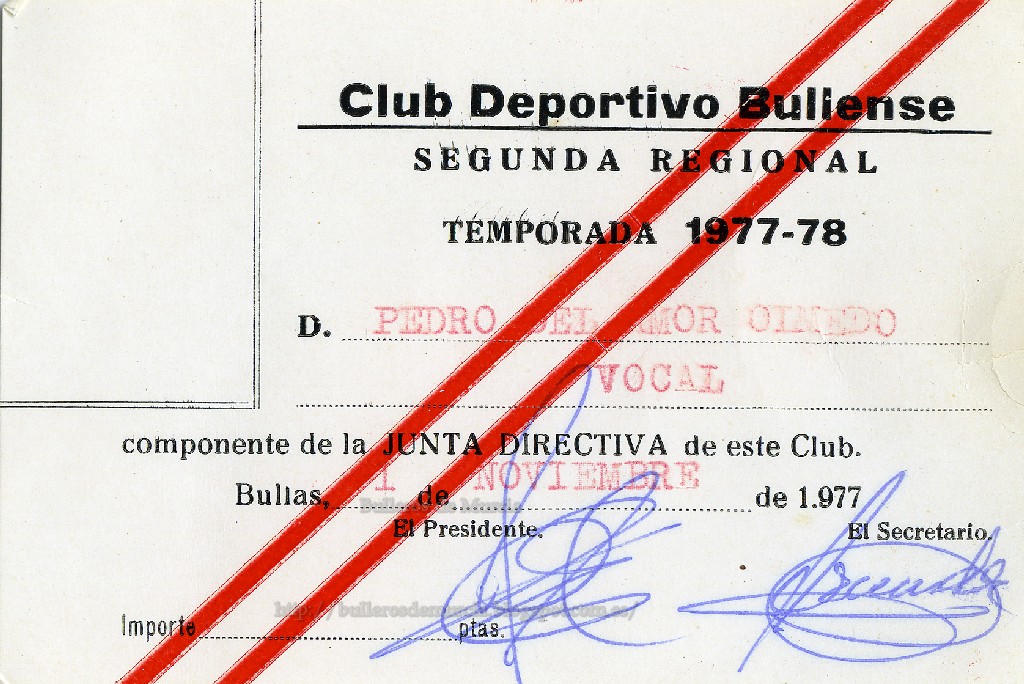 Club Deportivo Bullense
SEGUNDA REGIONAL
TEMPORADA 1977-78
D. PEDRO DEL AMOR OLMEDO
VOCAL
componente de la JUNTA DIRECTIVA de este Club.
Bullas, 1 de NOVIEMBRE de 1.977
El Presidente. El Secretario.
Importe ptas.